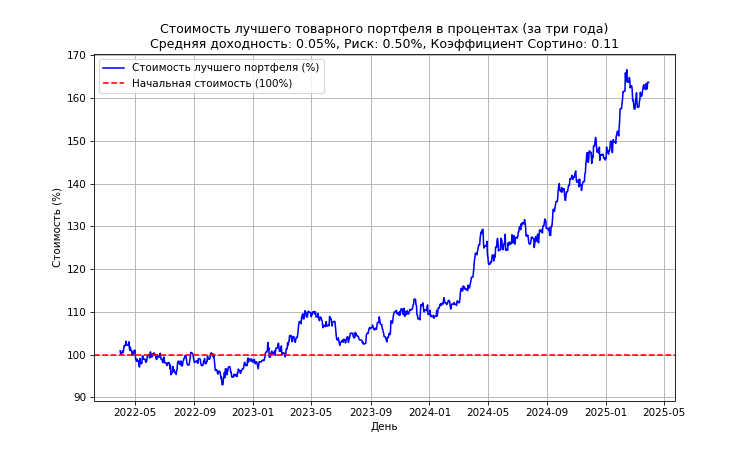 Стоимость лучшего товарного портфеля в процентах (за три года)
Средняя доходность: 0.05%, Риск: 0.50%, Коэффициент Сортино: 0.11
Стоимость лучшего портфеля (%)
Начальная стоимость (100%)
Стоимость (%)
170
160
150
140
130
120
110
100
90
2022-05 2022-09 2023-01 2023-05 2023-09 2024-01 2024-05 2024-09 2025-01 2025-05
День